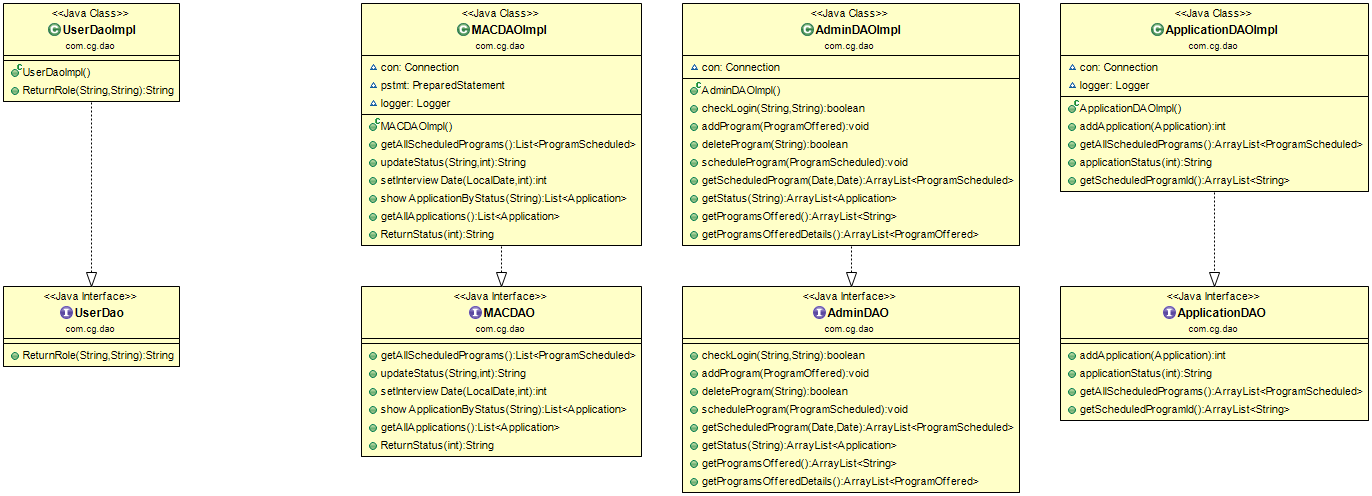 <<Java Class>>
UserDaoImpl
com.cg.dao
UserDaoImpl()
ReturnRole(String,String):String
<<Java Class>>
MACDAOImpl
com.cg.dao
con: Connection
pstmt: PreparedStatement
logger: Logger
MACDAOImpl()
getAllScheduledPrograms():List<ProgramScheduled>
updateStatus(String,int):String
setInterviewDate(LocalDate,int):int
showApplicationByStatus(String):List<Application>
getAllApplications():List<Application>
ReturnStatus(int):String
<<Java Class>>
AdminDAOImpl
com.cg.dao
con: Connection
AdminDAOImpl()
checkLogin(String,String):boolean
addProgram(ProgramOffered):void
deleteProgram(String):boolean
scheduleProgram(ProgramScheduled):void
getScheduledProgram(Date,Date):ArrayList<ProgramScheduled>
getStatus(String):ArrayList<Application>
getProgramsOffered():ArrayList<String>
getProgramsOfferedDetails():ArrayList<ProgramOffered>
<<Java Class>>
ApplicationDAOImpl
com.cg.dao
con: Connection
logger: Logger
ApplicationDAOImpl()
addApplication(Application):int
getAllScheduledPrograms():ArrayList<ProgramScheduled>
applicationStatus(int):String
getScheduledProgramId():ArrayList<String>
<<Java Interface>>
UserDao
com.cg.dao
ReturnRole(String,String):String
<<Java Interface>>
MACDAO
com.cg.dao
getAllScheduledPrograms():List<ProgramScheduled>
updateStatus(String,int):String
setInterviewDate(LocalDate,int):int
showApplicationByStatus(String):List<Application>
getAllApplications():List<Application>
ReturnStatus(int):String
<<Java Interface>>
AdminDAO
com.cg.dao
checkLogin(String,String):boolean
addProgram(ProgramOffered):void
deleteProgram(String):boolean
scheduleProgram(ProgramScheduled):void
getScheduledProgram(Date,Date):ArrayList<ProgramScheduled>
getStatus(String):ArrayList<Application>
getProgramsOffered():ArrayList<String>
getProgramsOfferedDetails():ArrayList<ProgramOffered>
<<Java Interface>>
ApplicationDAO
com.cg.dao
addApplication(Application):int
applicationStatus(int):String
getAllScheduledPrograms():ArrayList<ProgramScheduled>
getScheduledProgramId():ArrayList<String>